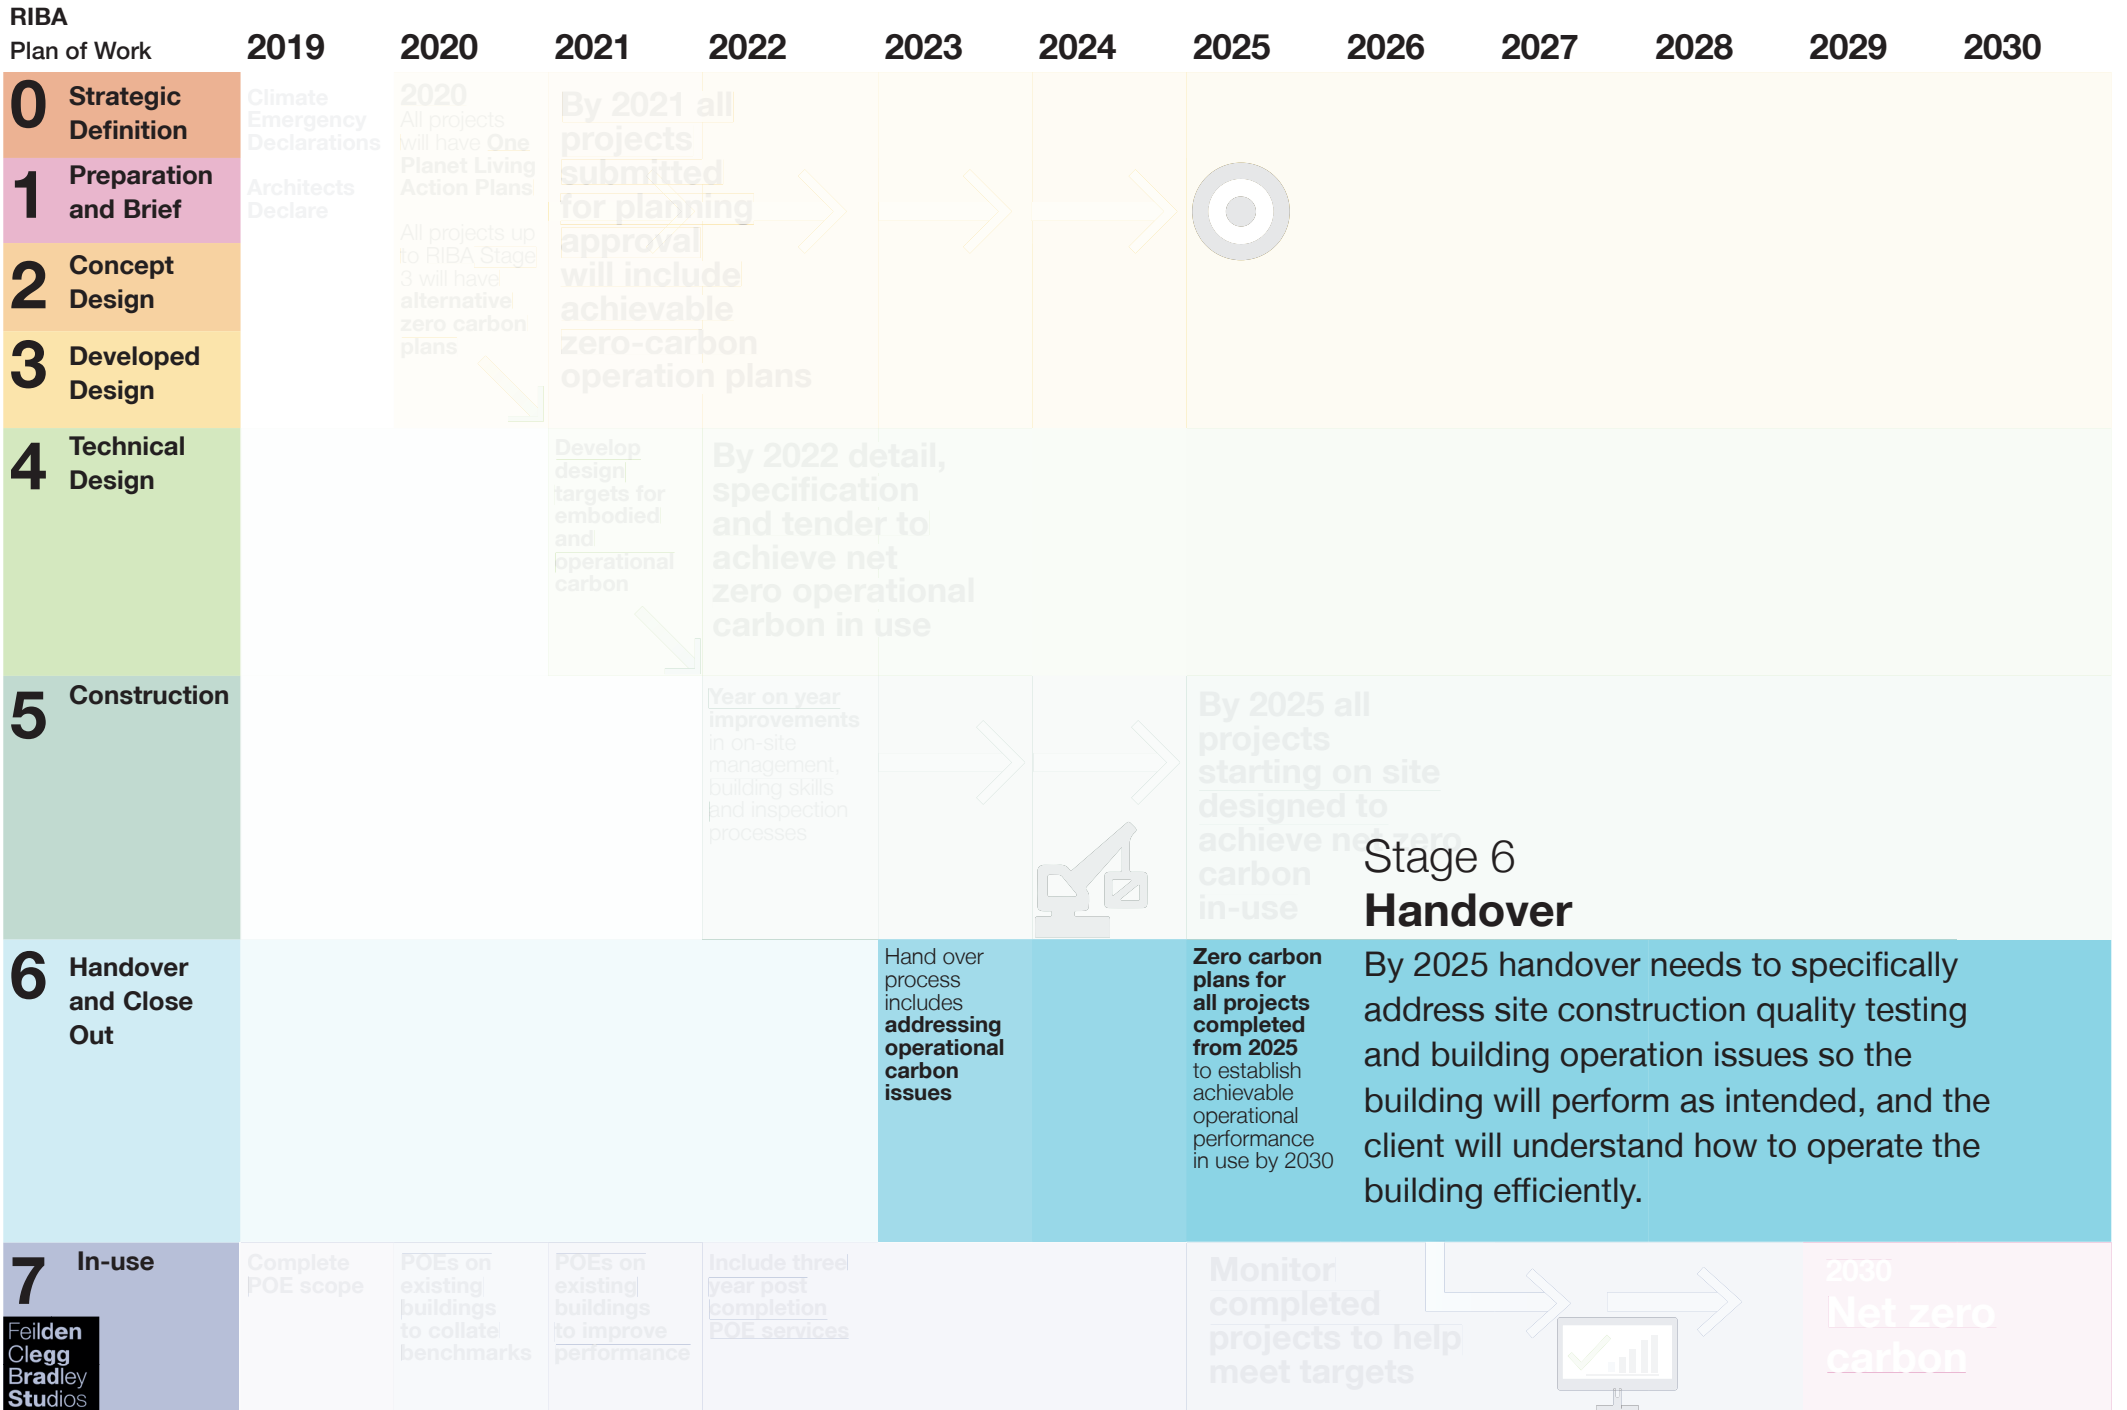 RIBA
Plan of Work
2019 2020 2021 2022 2023 2024 2025 2026 2027 2028 2029 2030
0 Strategic
Definition
1 Preparation
and Brief
2 Concept
Design
3 Developed
Design
4 Technical
Design
5 Construction
6 Handover
and Close
Out
7 In-use
Climate
Emergency
Declarations
Architects
Declare
2020
All projects
will have One
Planet Living
Action Plans
All projects up
to RIBA Stage
3 will have
alternative
zero carbon
plans
By 2021 all
projects
submitted
for planning
approval
will include
achievable
zero-carbon
operation plans
Develop
design
targets for
embodied
and
operational
carbon
By 2022 detail,
specification
and tender to
achieve net
zero operational
carbon in use
Year on year
improvements
in on-site
management,
building skills
and inspection
processes
By 2025 all
projects
starting on site
designed to
achieve net zero
carbon
in-use
Stage 6
Handover
Hand over
process
includes
addressing
operational
carbon
issues
Zero carbon
plans for
all projects
completed
from 2025
to establish
achievable
operational
performance
in use by 2030
By 2025 handover needs to specifically
address site construction quality testing
and building operation issues so the
building will perform as intended, and the
client will understand how to operate the
building efficiently.
Complete
POE scope
POEs on
existing
buildings
to collate
benchmarks
POEs on
existing
buildings
to improve
performance
Include three
year post
completion
POE services
Monitor
completed
projects to help
meet targets
2030
Net zero
carbon
Feilden
Clegg
Bradley
Studios